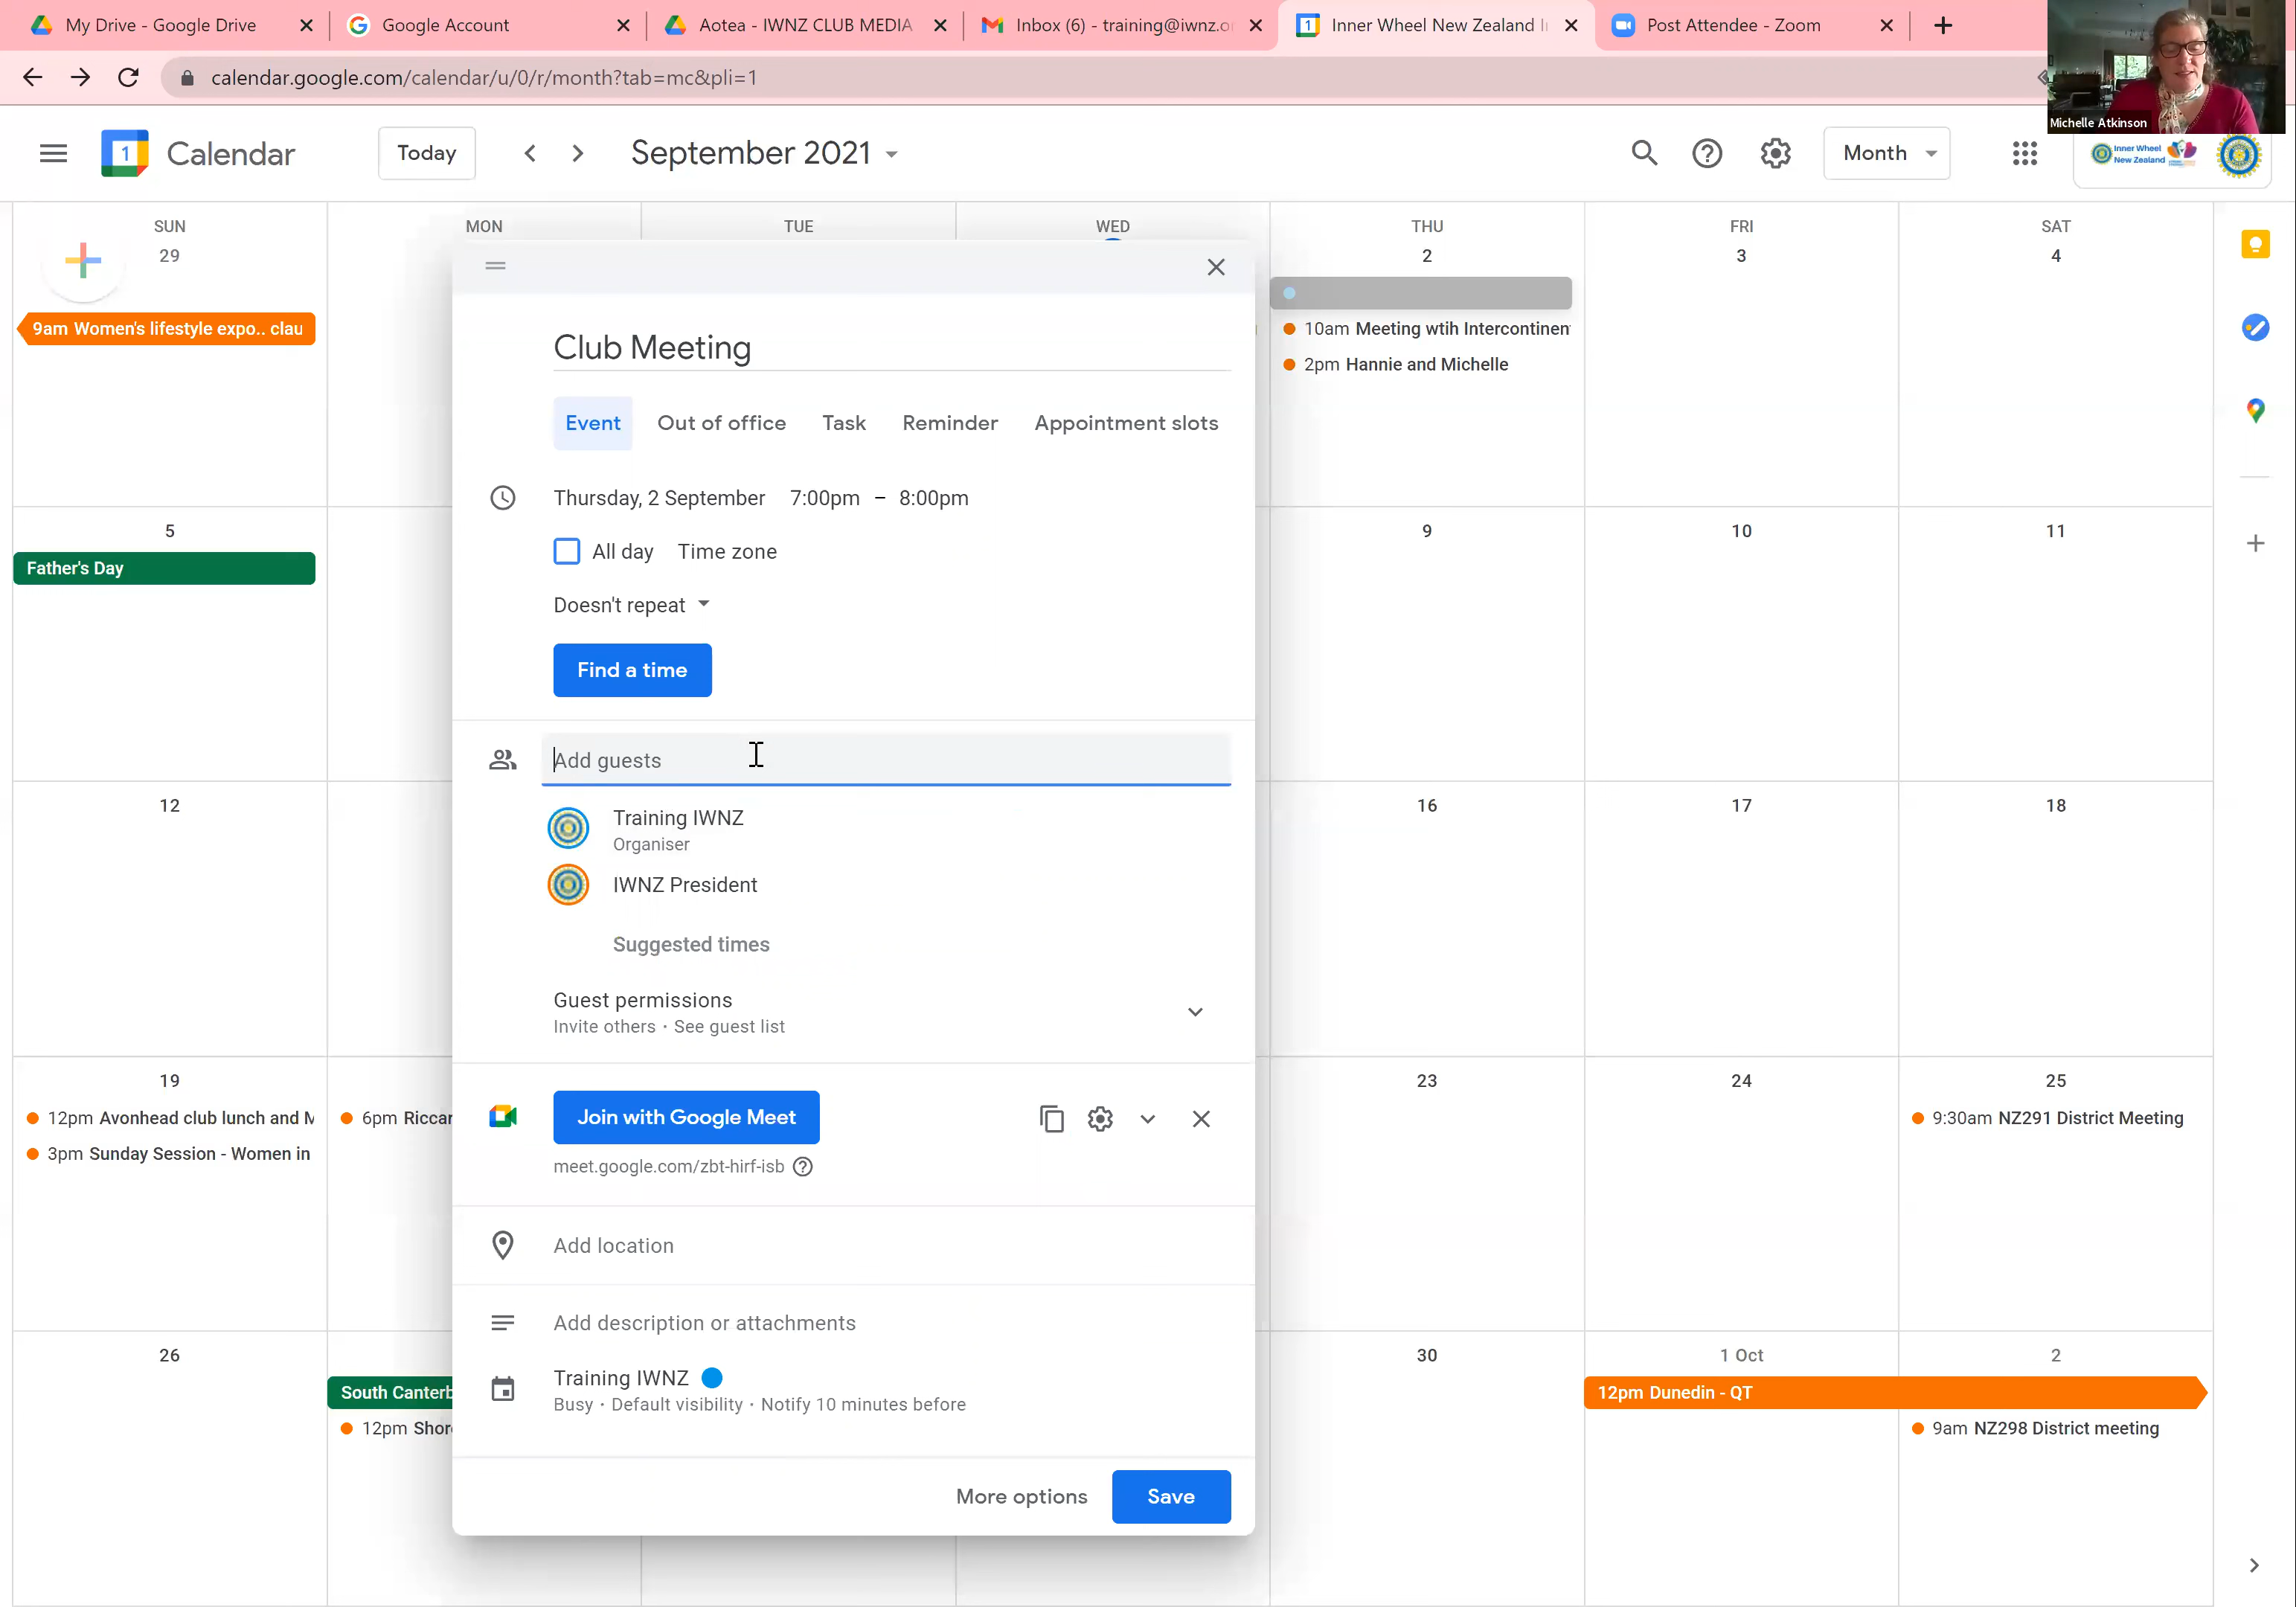 My Drive - Google Drive
Google Account
Aotea - IWNZ CLUB MEDIA
Inbox (6) - training@iwnz.o
Inner Wheel New Zealand I
Post Attendee - Zoom
calendar.google.com/calendar/u/0/r/month?tab=mc&pli=1
Michelle Atkinson
1
Calendar
Today
September 2021
Month
Inner Wheel
New Zealand
SUN
MON
TUE
WED
THU
FRI
SAT
29
2
3
4
9am Women's lifestyle expo.. clau
10am Meeting wtih Intercontinen
2pm Hannie and Michelle
Club Meeting
Event
Out of office
Task
Reminder
Appointment slots
Thursday, 2 September 7:00pm – 8:00pm
All day Time zone
Doesn't repeat
Find a time
5
9
10
11
Father's Day
Add guests
Training IWNZ
Organiser
IWNZ President
Suggested times
12
16
17
18
Guest permissions
Invite others · See guest list
19
23
24
25
12pm Avonhead club lunch and M
6pm Riccar
9:30am NZ291 District Meeting
3pm Sunday Session - Women in
Join with Google Meet
meet.google.com/zbt-hirf-isb
Add location
Add description or attachments
Training IWNZ
Busy · Default visibility · Notify 10 minutes before
More options
Save
26
30
1 Oct
2
South Canterb
12pm Dunedin - QT
12pm Shor
9am NZ298 District meeting